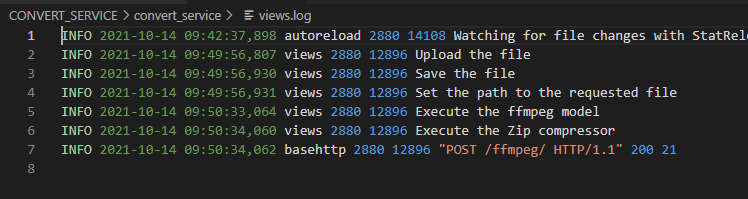 CONVERT_SERVICE > convert_service > views.log
1 INFO 2021-10-14 09:42:37,898 autoreload 2880 14108 Watching for file changes with StatRelo
2 INFO 2021-10-14 09:49:56,807 views 2880 12896 Upload the file
3 INFO 2021-10-14 09:49:56,930 views 2880 12896 Save the file
4 INFO 2021-10-14 09:49:56,931 views 2880 12896 Set the path to the requested file
5 INFO 2021-10-14 09:50:33,064 views 2880 12896 Execute the ffmpeg model
6 INFO 2021-10-14 09:50:34,060 views 2880 12896 Execute the Zip compressor
7 INFO 2021-10-14 09:50:34,062 basehttp 2880 12896 "POST /ffmpeg/ HTTP/1.1" 200 21
8